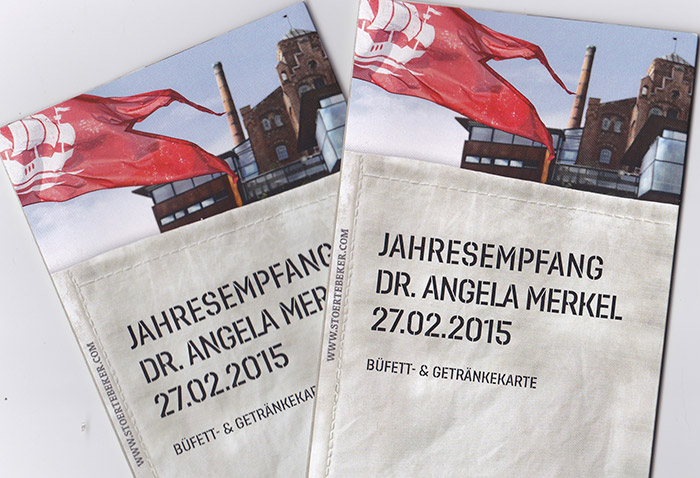 JAHRESEMPFANG
DR. ANGELA MERKEL
27.02.2015
BÜFETT- & GETRÄNKEKARTE
WWW.STOERTEBEKER.COM
JAHRESEMPFANG
DR. ANGELA MERK
27.02.2015
BÜFETT- & GETRÄNKEKARTE
WWW.STOERTEBEKER.COM